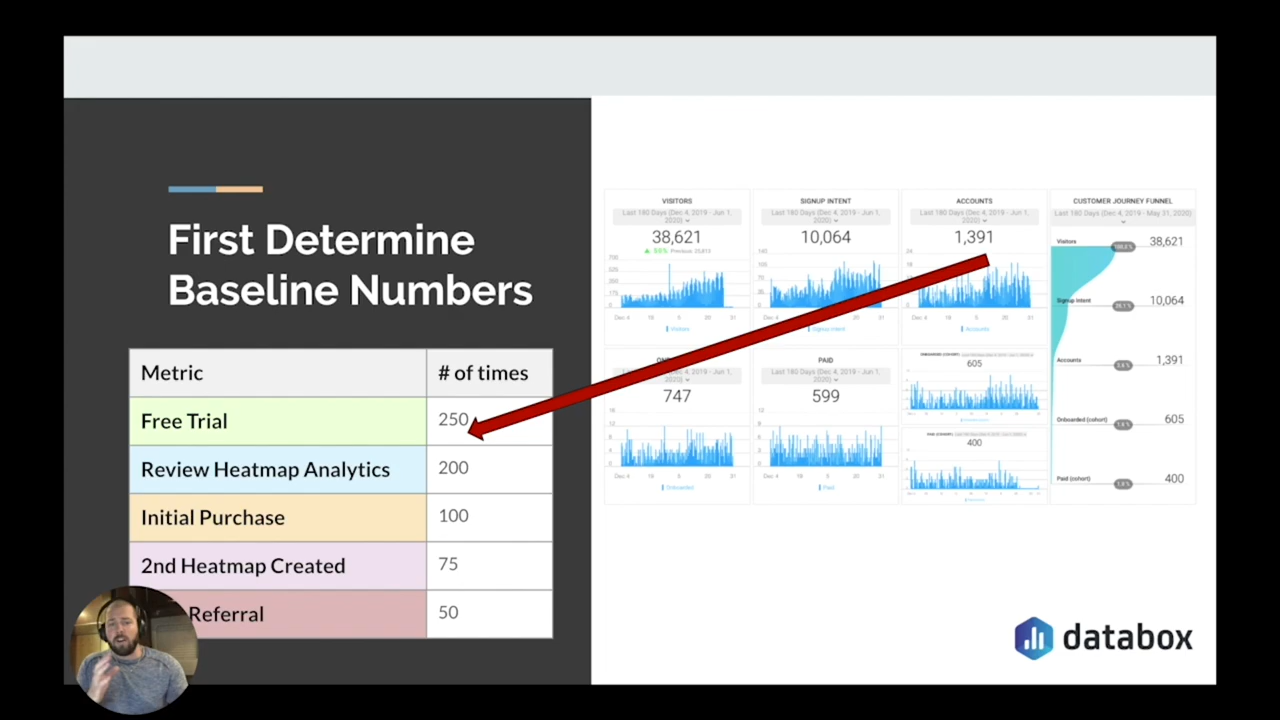 First Determine
Baseline Numbers
Metric
# of times
Free Trial
250
Review Heatmap Analytics
200
Initial Purchase
100
2nd Heatmap Created
75
Referral
50
VISITORS
Last 180 Days (Dec 4, 2019 - Jun 1,
2020)
38,621
SIGNUP INTENT
Last 180 Days (Dec 4, 2019 - Jun 1,
2020)
10,064
Signup Intent
ACCOUNTS
Last 180 Days (Dec 4, 2019 - Jun 1,
2020)
1,391
Accounts
CUSTOMER JOURNEY FUNNEL
Last 180 Days (Dec 4, 2019 - May 31, 2020)
Visitors
38,621
Signup Intent
10,064
Accounts
1,391
Onboarded (cohort)
605
Paid (cohort)
400
747
Onboarded
PAID
Last 180 Days (Dec 4, 2019 - Jun 1,
2020)
599
Paid
605
400
databox